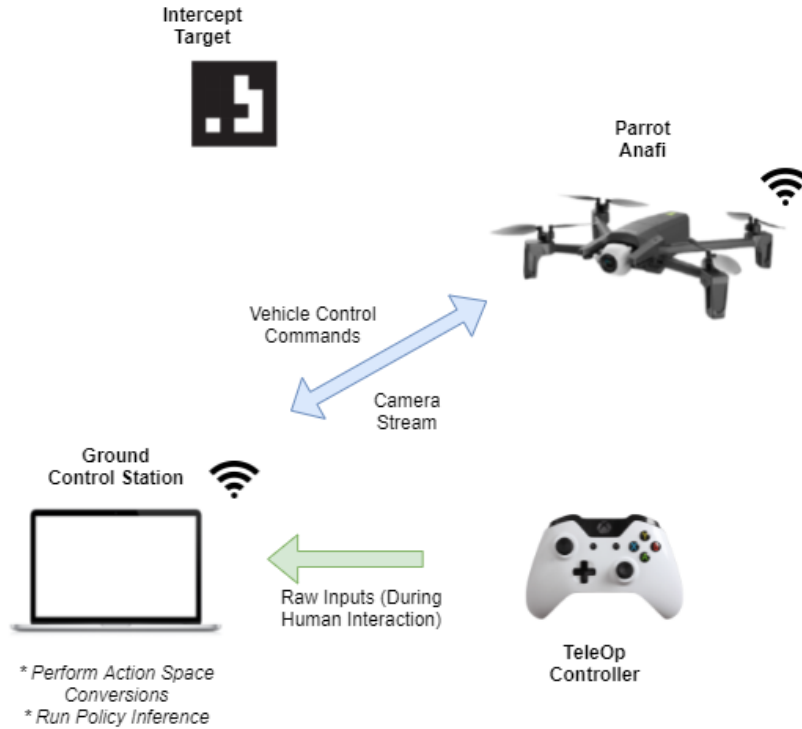 Intercept
Target
Parrot
Anafi
Vehicle Control
Commands
Camera
Stream
Ground
Control Station
Raw Inputs (During
Human Interaction)
TeleOp
Controller
* Perform Action Space
Conversions
* Run Policy Inference